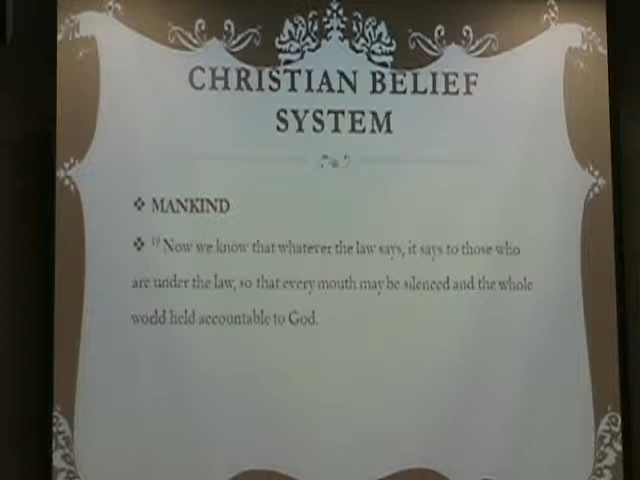 CHRISTIAN BELIEF
SYSTEM
❖ MANKIND
❖ ¹⁹ Now we know that whatever the law says, it says to those who
are under the law, so that every mouth may be silenced and the whole
world held accountable to God.